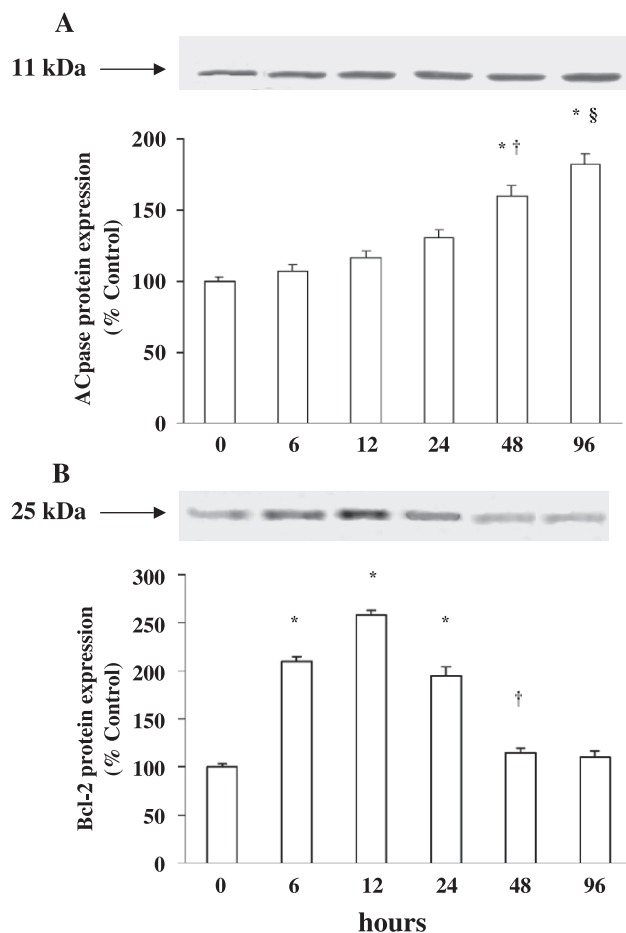 A
11 kDa
* §
* †
200
150
100
50
0
ACpase protein expression
(% Control)
0 6 12 24 48 96
B
25 kDa
300
250
200
150
100
50
0
Bcl-2 protein expression
(% Control)
*
*
*
†
0 6 12 24 48 96
hours